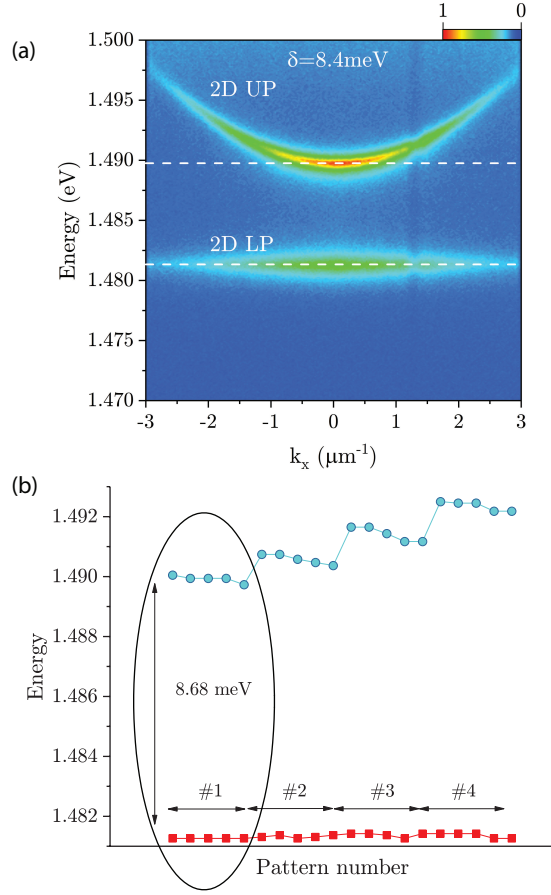 1 0
(a)
1.500
δ=8.4meV
2D UP
1.495
1.490
Energy (eV)
1.485
2D LP
1.480
1.475
1.470
-3 -2 -1 0 1 2 3
kₓ (μm⁻¹)
(b)
1.492
1.490
1.488
Energy
8.68 meV
1.486
1.484
#1 #2 #3 #4
1.482
Pattern number